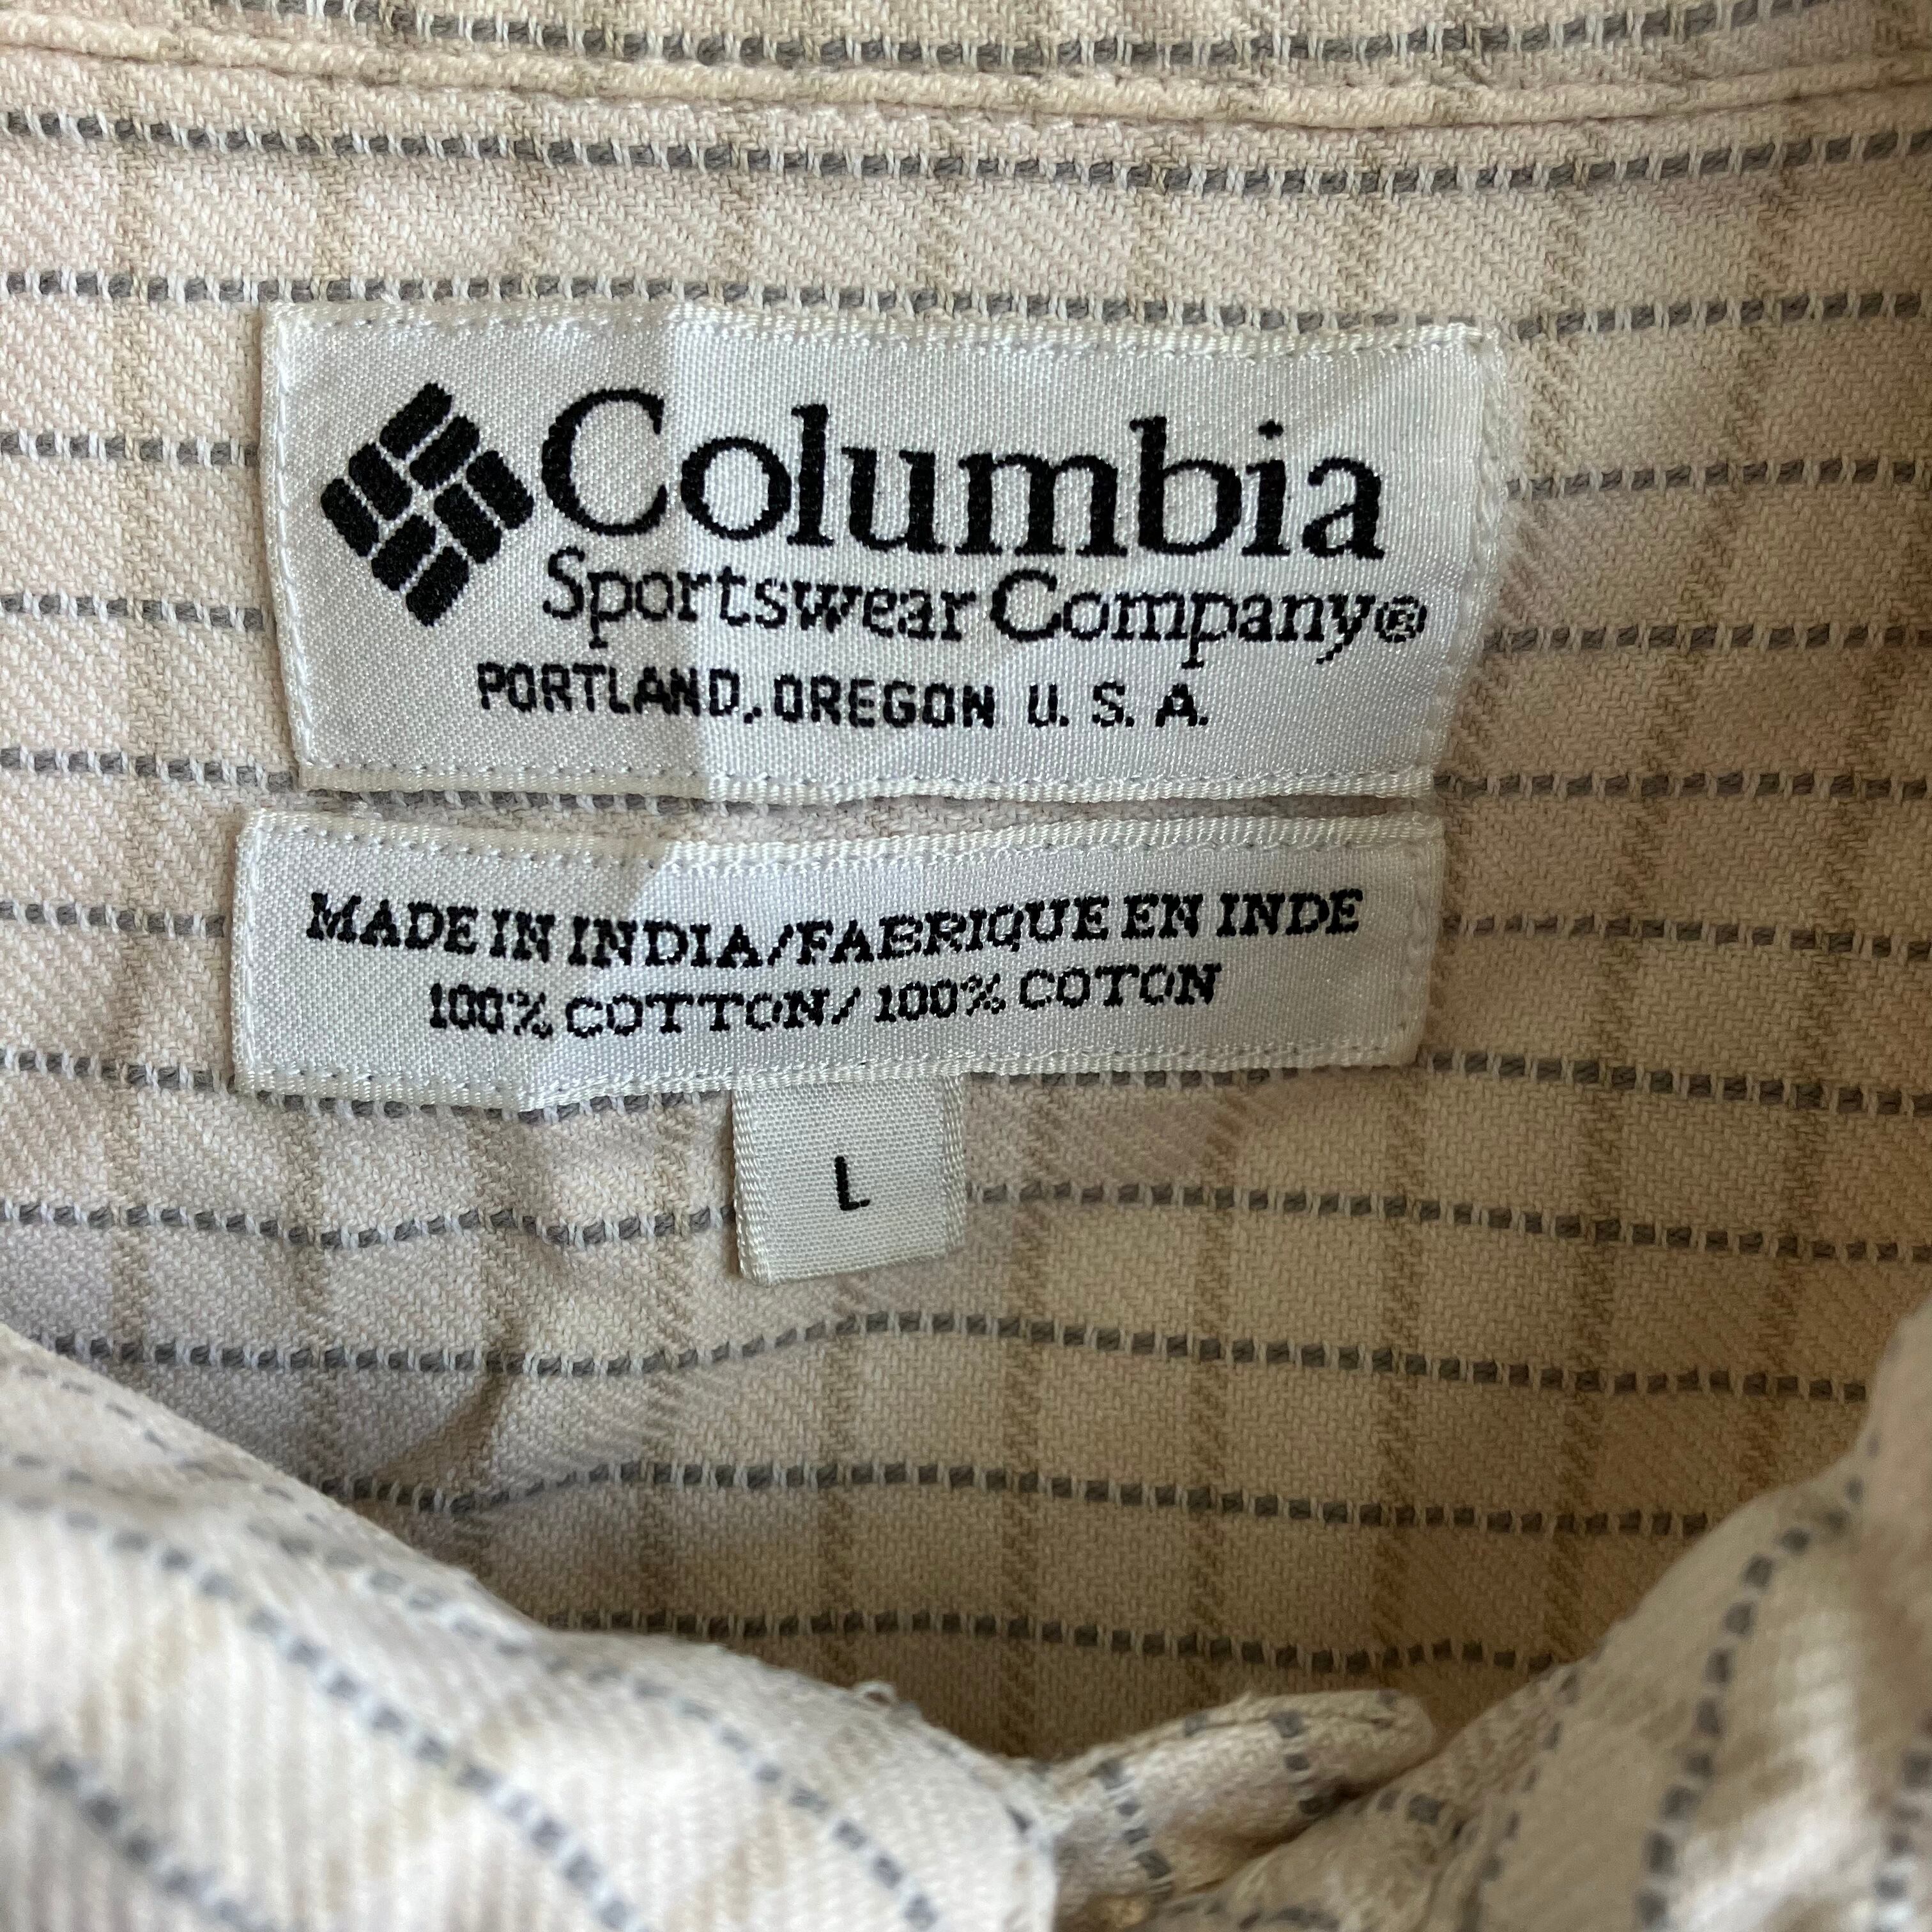 Columbia
Sportswear Company®
PORTLAND, OREGON U. S. A.
MADE IN INDIA/FABRIQUE EN INDE
100% COTTON/ 100% COTON
L